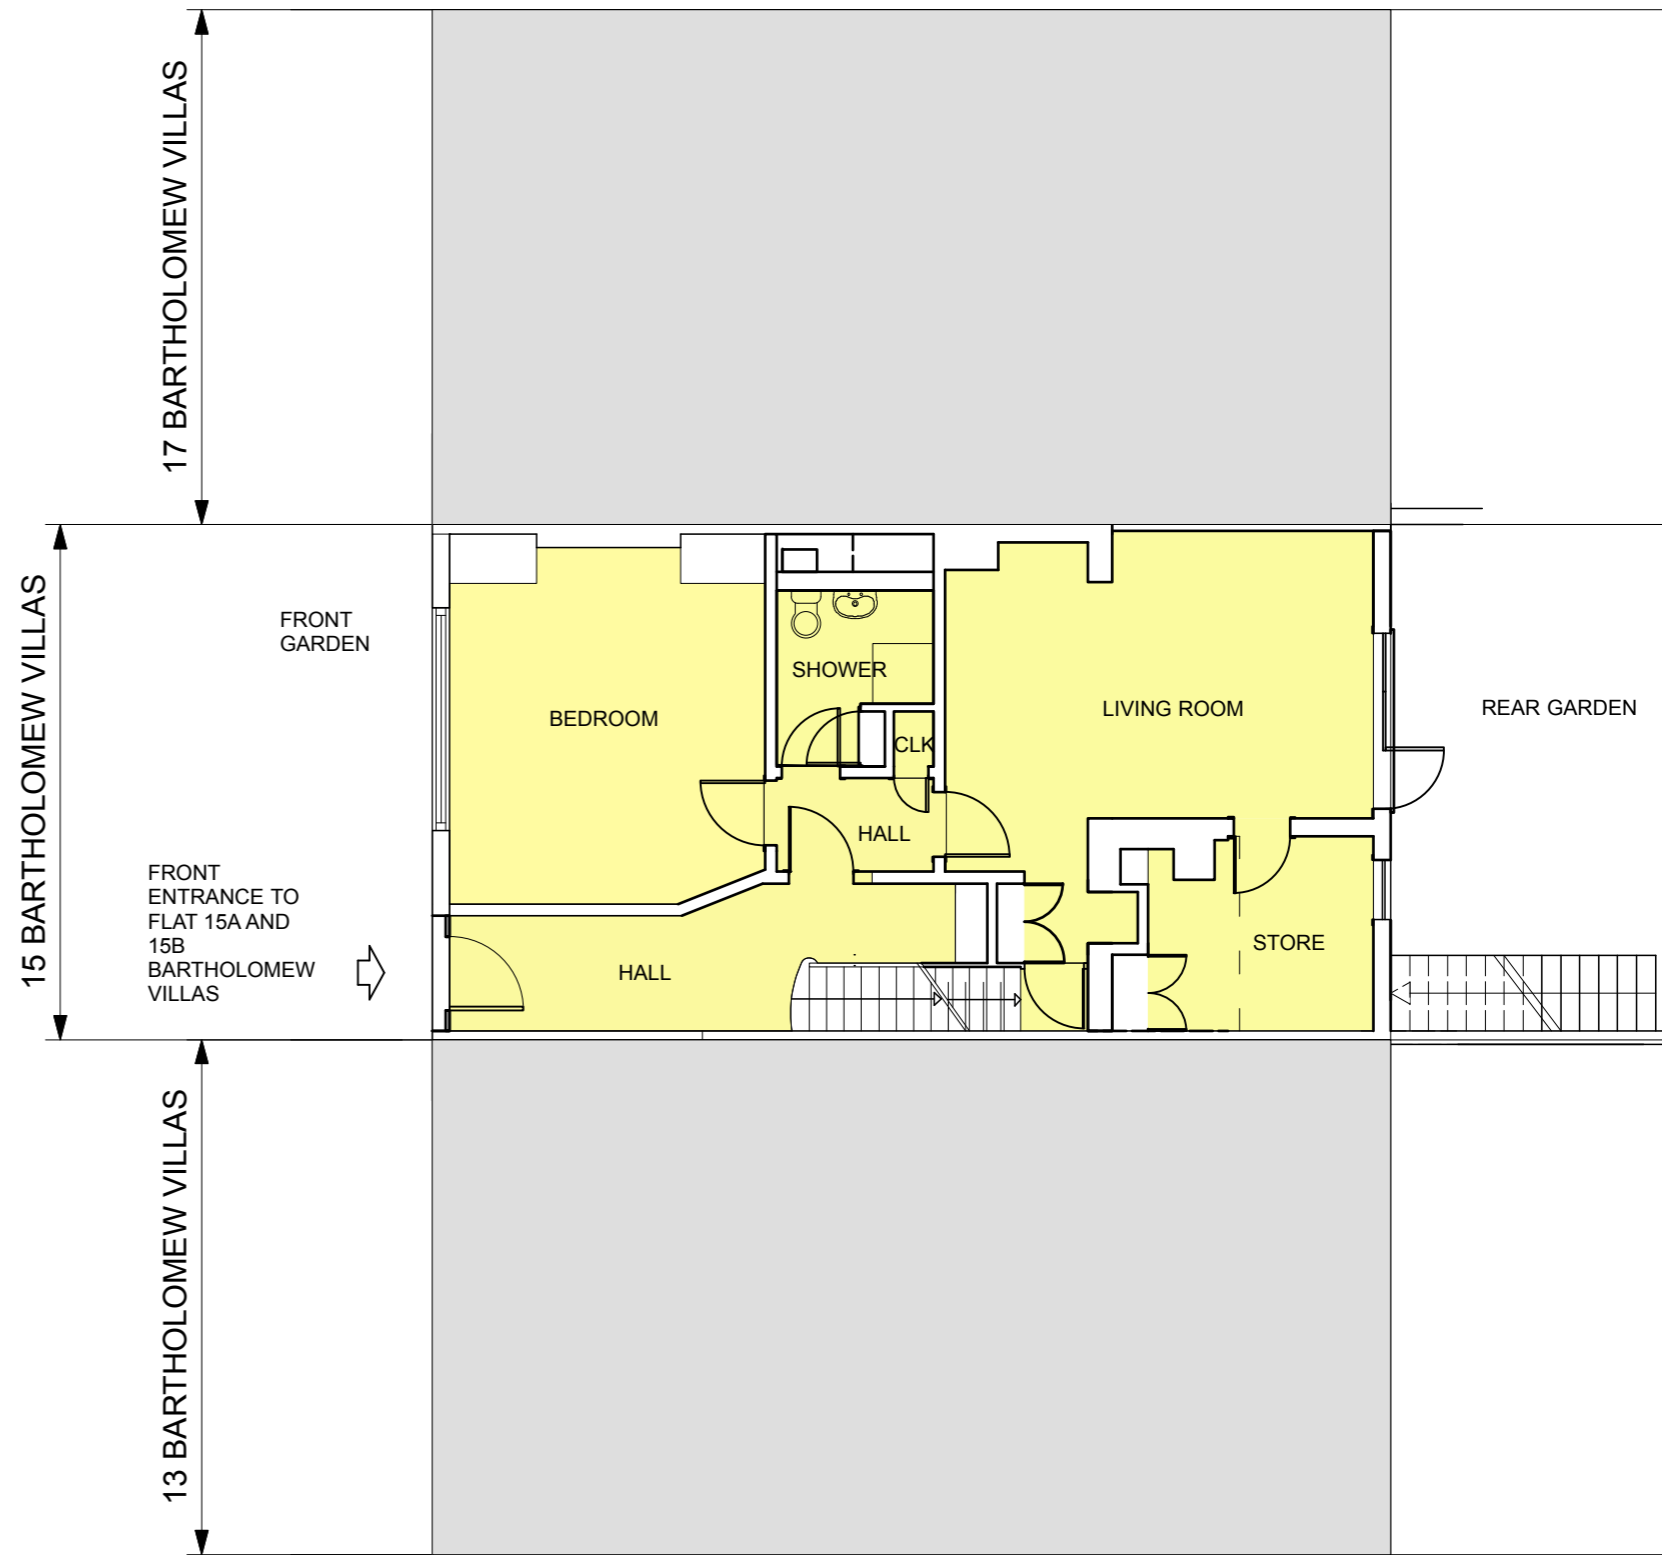 17 BARTHOLOMEW VILLAS
15 BARTHOLOMEW VILLAS
FRONT
GARDEN
FRONT
ENTRANCE TO
FLAT 15A AND
15B
BARTHOLOMEW
VILLAS
BEDROOM
SHOWER
CLK
HALL
LIVING ROOM
REAR GARDEN
STORE
HALL
13 BARTHOLOMEW VILLAS